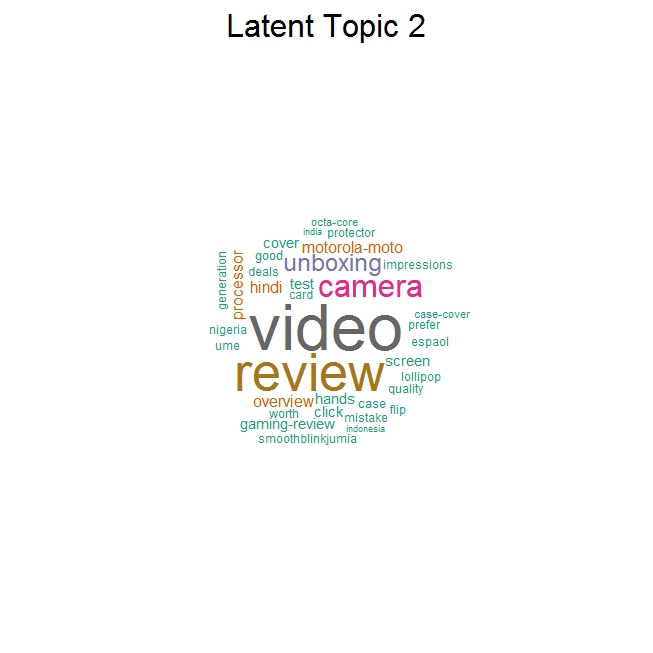 Latent Topic 2
octa-core
india protector
cover motorola-moto
good unboxing impressions
deals
generation
processor
hindi test camera
card
case-cover
nigeria video prefer
ume espaol
review screen
lollipop
quality
overview hands case flip
worth click mistake
gaming-review indonesia
smoothblinkjumia